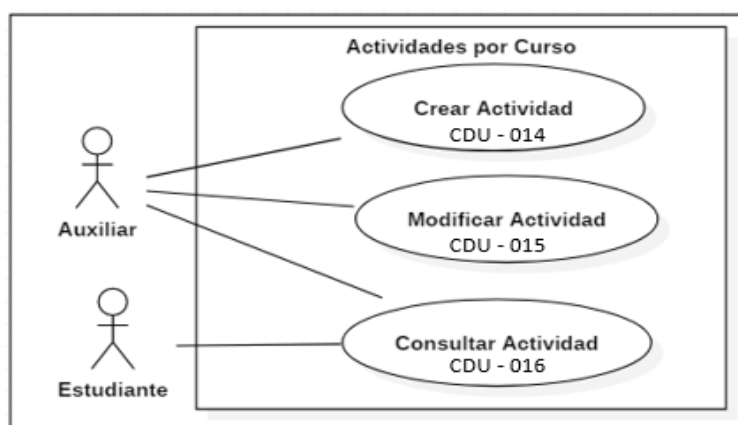 Actividades por Curso
Crear Actividad
CDU - 014
Auxiliar
Modificar Actividad
CDU - 015
Estudiante
Consultar Actividad
CDU - 016